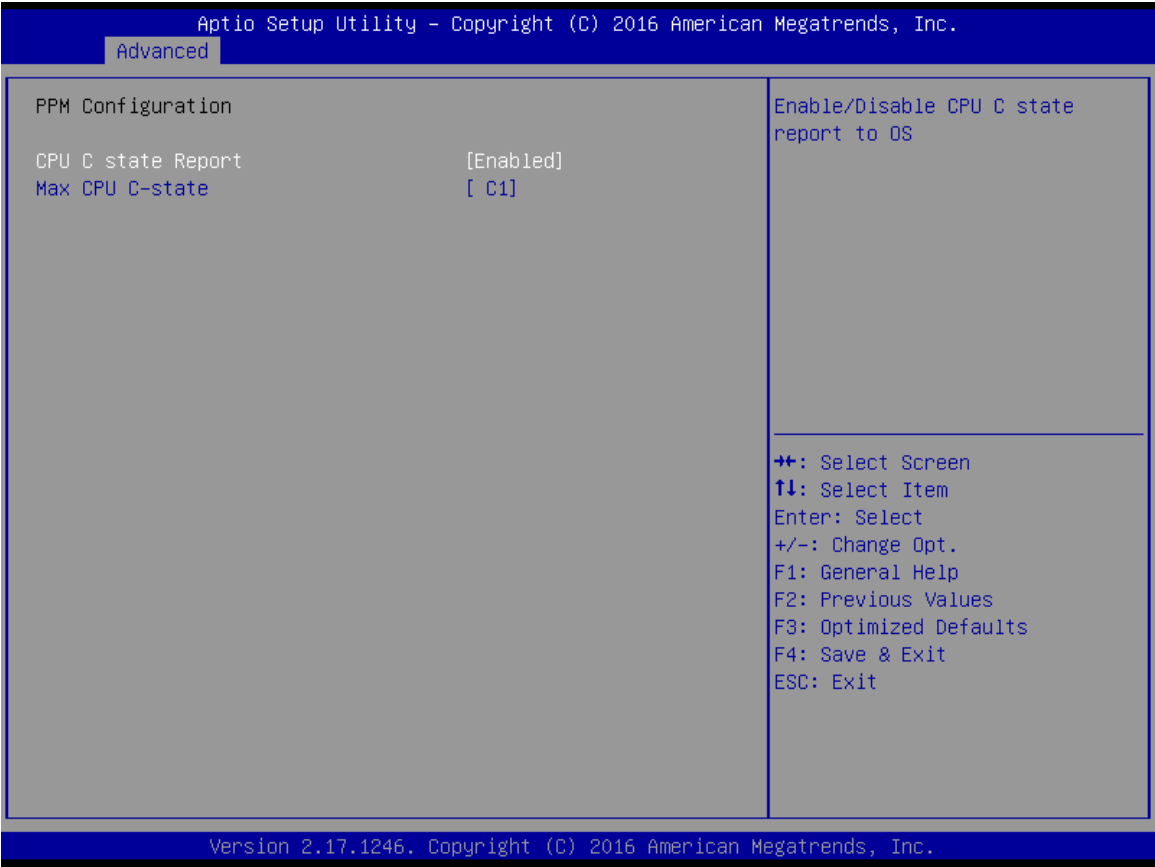 Aptio Setup Utility – Copyright (C) 2016 American Megatrends, Inc.
Advanced
PPM Configuration
CPU C state Report [Enabled]
Max CPU C-state [ C1]
Enable/Disable CPU C state
report to OS
→←: Select Screen
↑↓: Select Item
Enter: Select
+/-: Change Opt.
F1: General Help
F2: Previous Values
F3: Optimized Defaults
F4: Save & Exit
ESC: Exit
Version 2.17.1246. Copyright (C) 2016 American Megatrends, Inc.